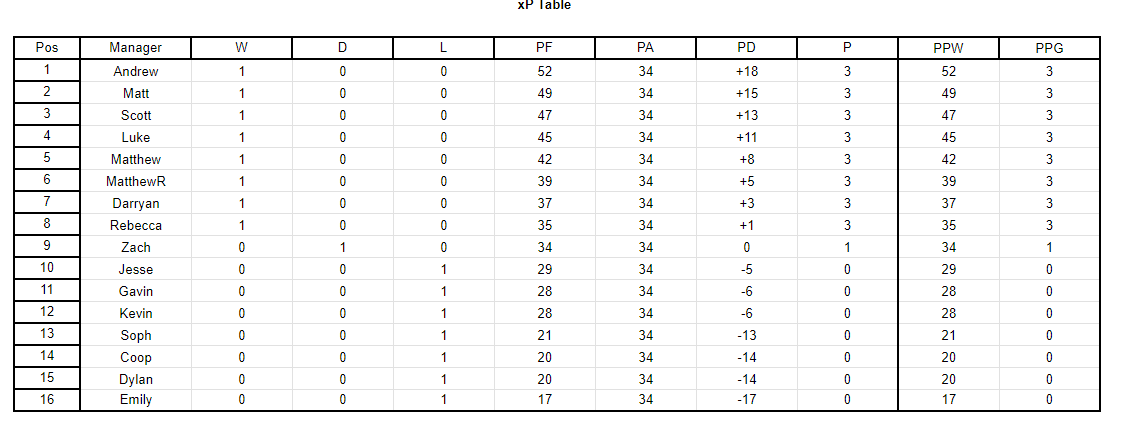 xP Table
Pos Manager W D L PF PA PD P PPW PPG
1 Andrew 1 0 0 52 34 +18 3 52 3
2 Matt 1 0 0 49 34 +15 3 49 3
3 Scott 1 0 0 47 34 +13 3 47 3
4 Luke 1 0 0 45 34 +11 3 45 3
5 Matthew 1 0 0 42 34 +8 3 42 3
6 MatthewR 1 0 0 39 34 +5 3 39 3
7 Darryan 1 0 0 37 34 +3 3 37 3
8 Rebecca 1 0 0 35 34 +1 3 35 3
9 Zach 0 1 0 34 34 0 1 34 1
10 Jesse 0 0 1 29 34 -5 0 29 0
11 Gavin 0 0 1 28 34 -6 0 28 0
12 Kevin 0 0 1 28 34 -6 0 28 0
13 Soph 0 0 1 21 34 -13 0 21 0
14 Coop 0 0 1 20 34 -14 0 20 0
15 Dylan 0 0 1 20 34 -14 0 20 0
16 Emily 0 0 1 17 34 -17 0 17 0